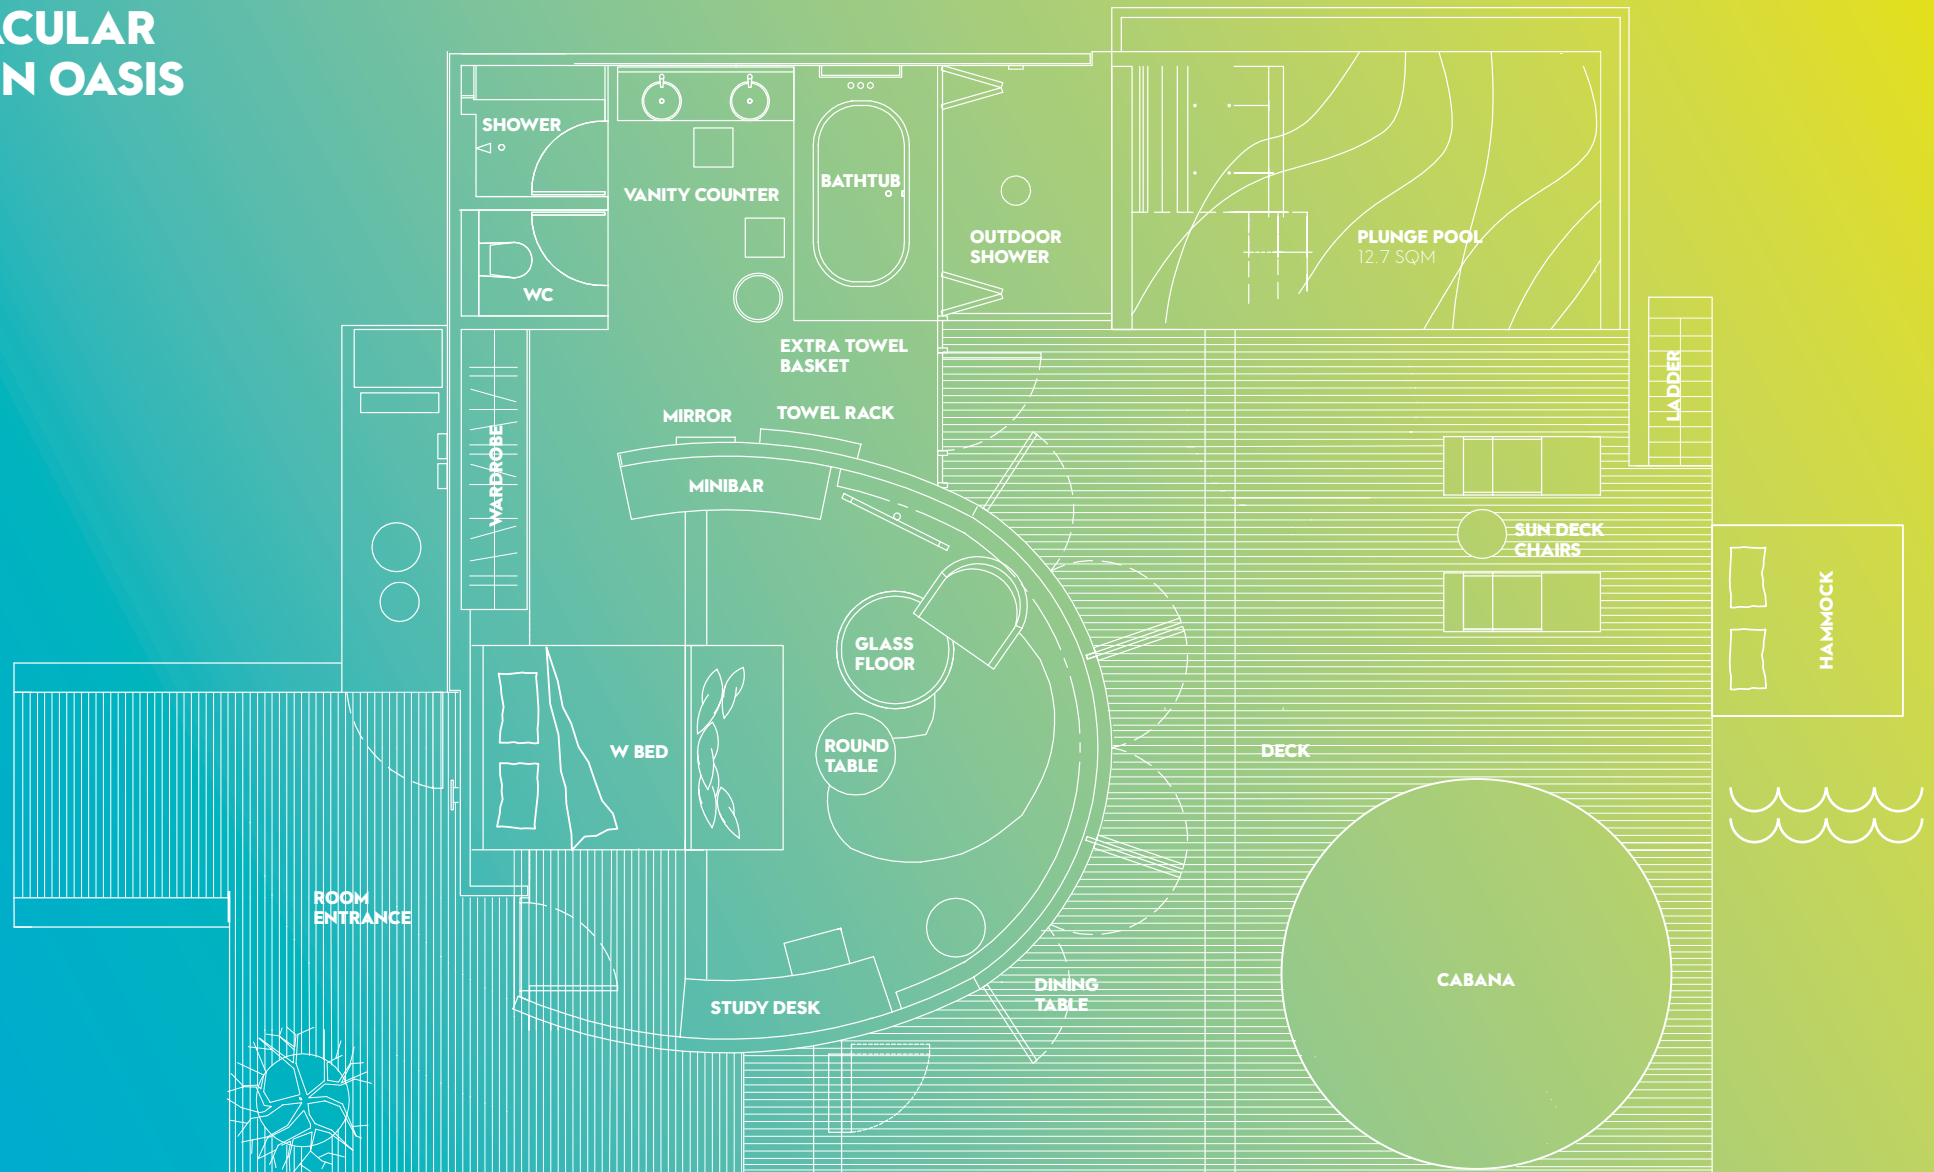 ACULAR
N OASIS
SHOWER
VANITY COUNTER
BATHTUB
OUTDOOR
SHOWER
PLUNGE POOL
12.7 SQM
WC
EXTRA TOWEL
BASKET
LADDER
MIRROR
TOWEL RACK
WARDROBE
MINIBAR
SUN DECK
CHAIRS
HAMMOCK
GLASS
FLOOR
W BED
ROUND
TABLE
DECK
ROOM
ENTRANCE
STUDY DESK
DINING
TABLE
CABANA